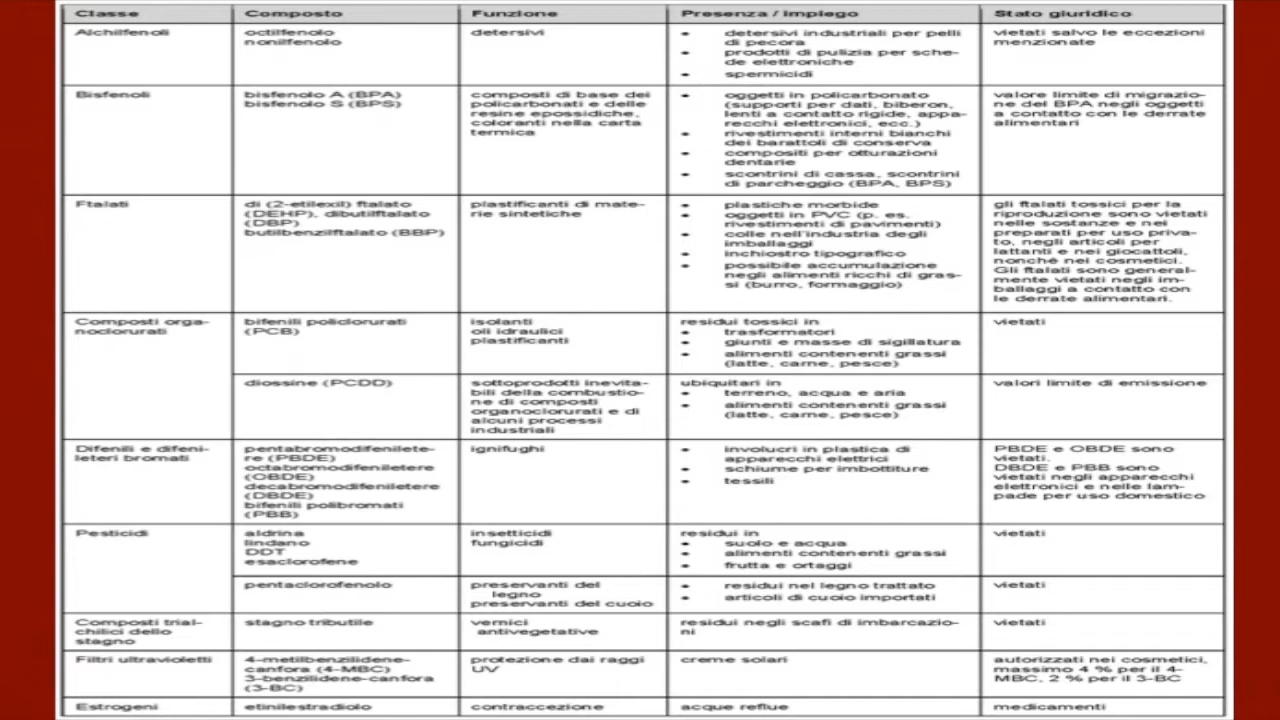 Classe Composto Funzione Presenza / impiego Stato giuridico
Alchilfenoli
octilfenolo
nonilfenolo
detersivi
• detersivi industriali per pelli
di pecora
• prodotti di pulizia per sche-
de elettroniche
• spermicidi
vietati salvo le eccezioni
menzionate
Bisfenoli
bisfenolo A (BPA)
bisfenolo S (BPS)
composti di base dei
policarbonati e delle
resine epossidiche,
coloranti nella carta
termica
• oggetti in policarbonato
(supporti per dati, biberon,
lenti a contatto rigide, appa-
recchi elettronici, ecc.)
• rivestimenti interni bianchi
dei barattoli di conserva
• compositi per otturazioni
dentarie
• scontrini di cassa, scontrini
di parcheggio (BPA, BPS)
valore limite di migrazio-
ne del BPA negli oggetti
a contatto con le derrate
alimentari
Ftalati
di (2-etilexil) ftalato
(DEHP), dibutilftalato
(DBP)
butilbenzilftalato (BBP)
plastificanti di mate-
rie sintetiche
• plastiche morbide
• oggetti in PVC (p. es.
rivestimenti di pavimenti)
• colle nell'industria degli
imballaggi
• inchiostro tipografico
• possibile accumulazione
negli alimenti ricchi di gras-
si (burro, formaggio)
gli ftalati tossici per la
riproduzione sono vietati
nelle sostanze e nei
preparati per uso priva-
to, negli articoli per
lattanti e nei giocattoli,
nonché nei cosmetici.
Gli ftalati sono general-
mente vietati negli im-
ballaggi a contatto con
le derrate alimentari.
Composti orga-
noclorurati
bifenili policlorurati
(PCB)
isolanti
oli idraulici
plastificanti
residui tossici in
• trasformatori
• giunti e masse di sigillatura
• alimenti contenenti grassi
(latte, carne, pesce)
vietati
diossine (PCDD)
sottoprodotti inevita-
bili della combustio-
ne di composti
organoclorurati e di
alcuni processi
industriali
ubiquitari in
• terreno, acqua e aria
• alimenti contenenti grassi
(latte, carne, pesce)
valori limite di emissione
Difenili e difeni-
leteri bromati
pentabromodifenilete-
re (PBDE)
octabromodifeniletere
(OBDE)
decabromodifeniletere
(DBDE)
bifenili polibromati
(PBB)
ignifughi
• involucri in plastica di
apparecchi elettrici
• schiume per imbottiture
• tessili
PBDE e OBDE sono
vietati.
DBDE e PBB sono
vietati negli apparecchi
elettronici e nelle lam-
pade per uso domestico
Pesticidi
aldrina
lindano
DDT
esaclorofene
insetticidi
fungicidi
residui in
• suolo e acqua
• alimenti contenenti grassi
• frutta e ortaggi
vietati
pentaclorofenolo
preservanti del
legno
preservanti del cuoio
• residui nel legno trattato
• articoli di cuoio importati
vietati
Composti trial-
chilici dello
stagno
stagno tributile
vernici
antivegetative
residui negli scafi di imbarcazio-
ni
vietati
Filtri ultravioletti
4-metilbenzilidene-
canfora (4-MBC)
3-benzilidene-canfora
(3-BC)
protezione dai raggi
UV
creme solari
autorizzati nei cosmetici,
massimo 4 % per il 4-
MBC, 2 % per il 3-BC
Estrogeni
etinilestradiolo
contraccezione
acque reflue
medicamenti